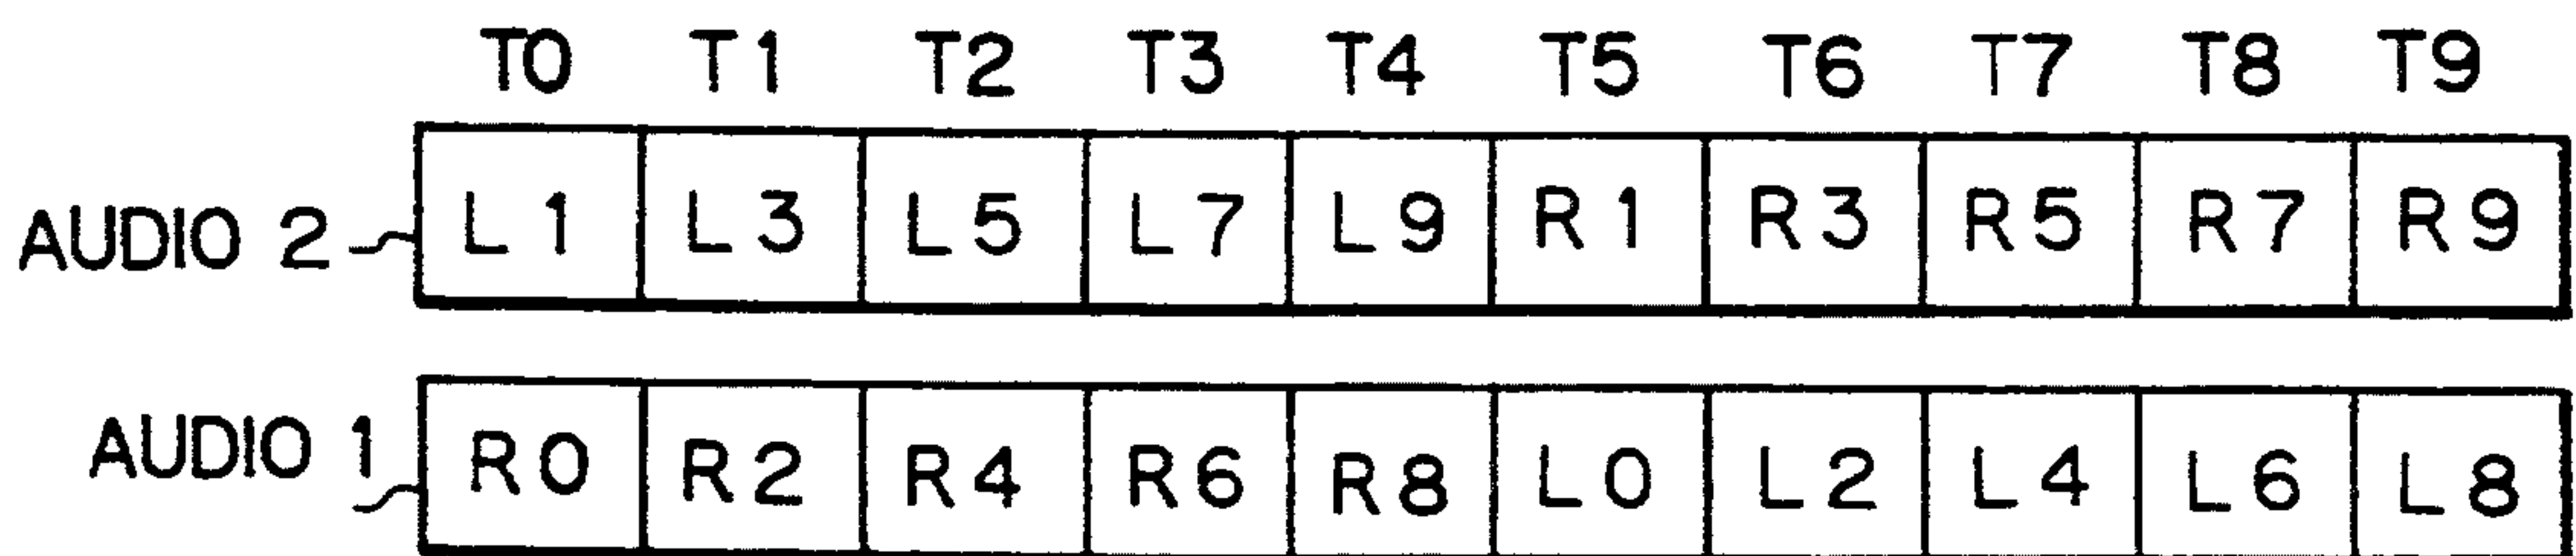 T0 T1 T2 T3 T4 T5 T6 T7 T8 T9
AUDIO 2 L1 L3 L5 L7 L9 R1 R3 R5 R7 R9
AUDIO 1 R0 R2 R4 R6 R8 L0 L2 L4 L6 L8